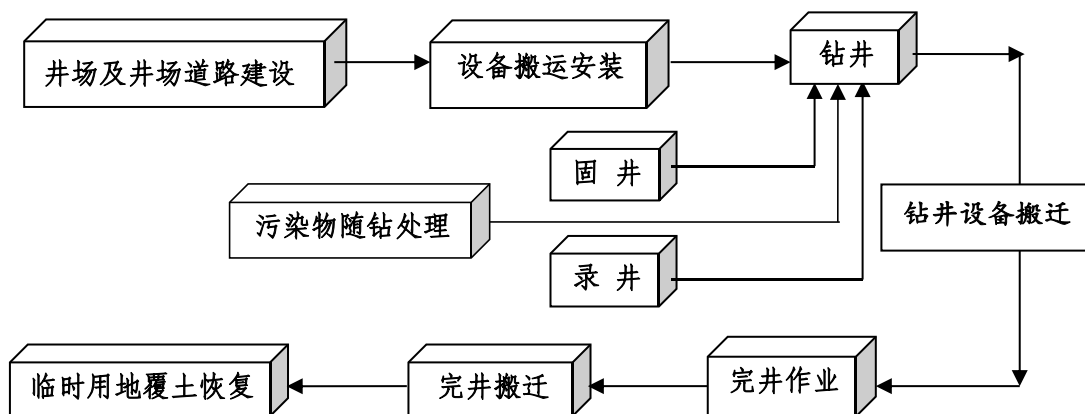 井场及井场道路建设
设备搬运安装
钻井
固 井
污染物随钻处理
钻井设备搬迁
录 井
临时用地覆土恢复
完井搬迁
完井作业